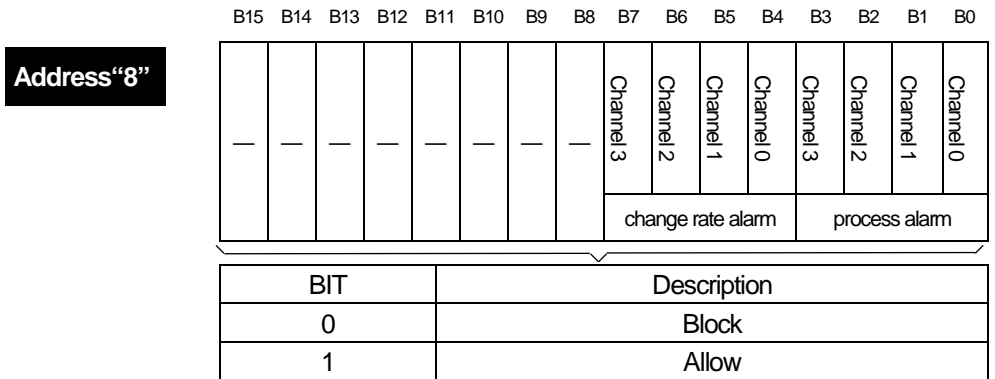 B15 B14 B13 B12 B11 B10 B9 B8 B7 B6 B5 B4 B3 B2 B1 B0
Address“8”
— — — — — — — — Channel 3 Channel 2 Channel 1 Channel 0 Channel 3 Channel 2 Channel 1 Channel 0
change rate alarm process alarm
BIT Description
0 Block
1 Allow